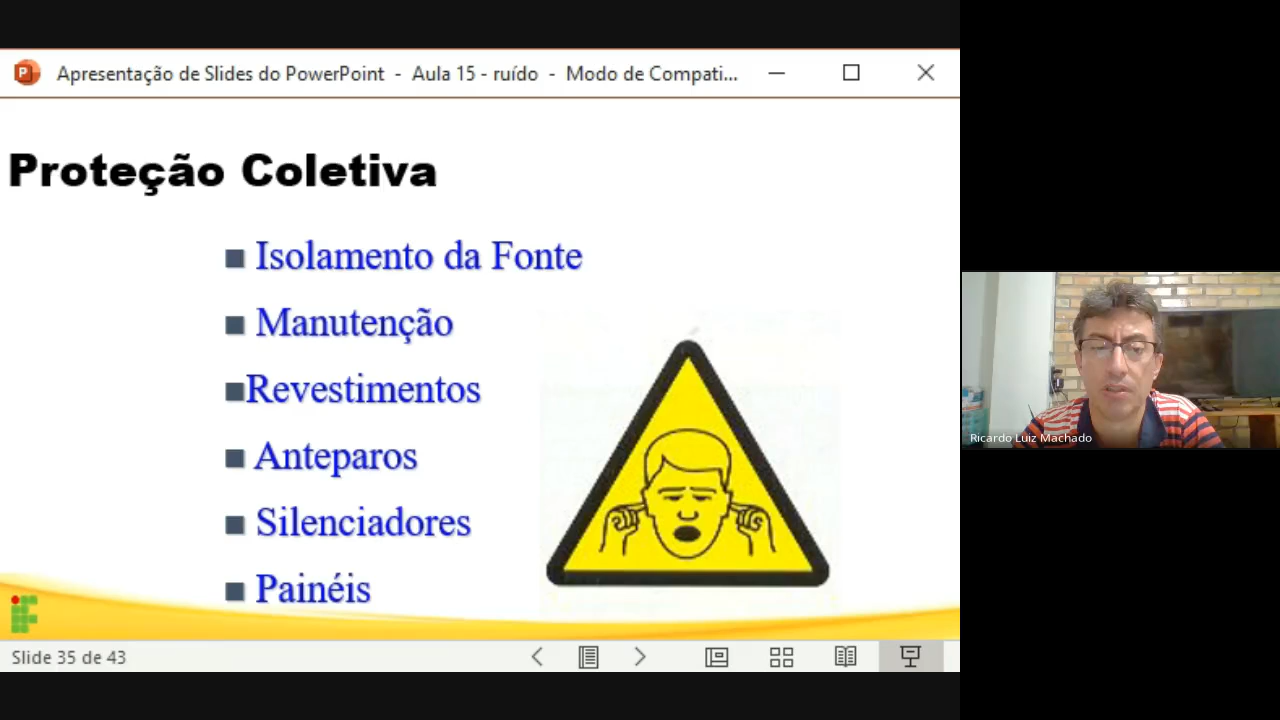 Apresentação de Slides do PowerPoint - Aula 15 - ruído - Modo de Compati...
Proteção Coletiva
Isolamento da Fonte
Manutenção
Revestimentos
Anteparos
Silenciadores
Painéis
Slide 35 de 43
Ricardo Luiz Machado